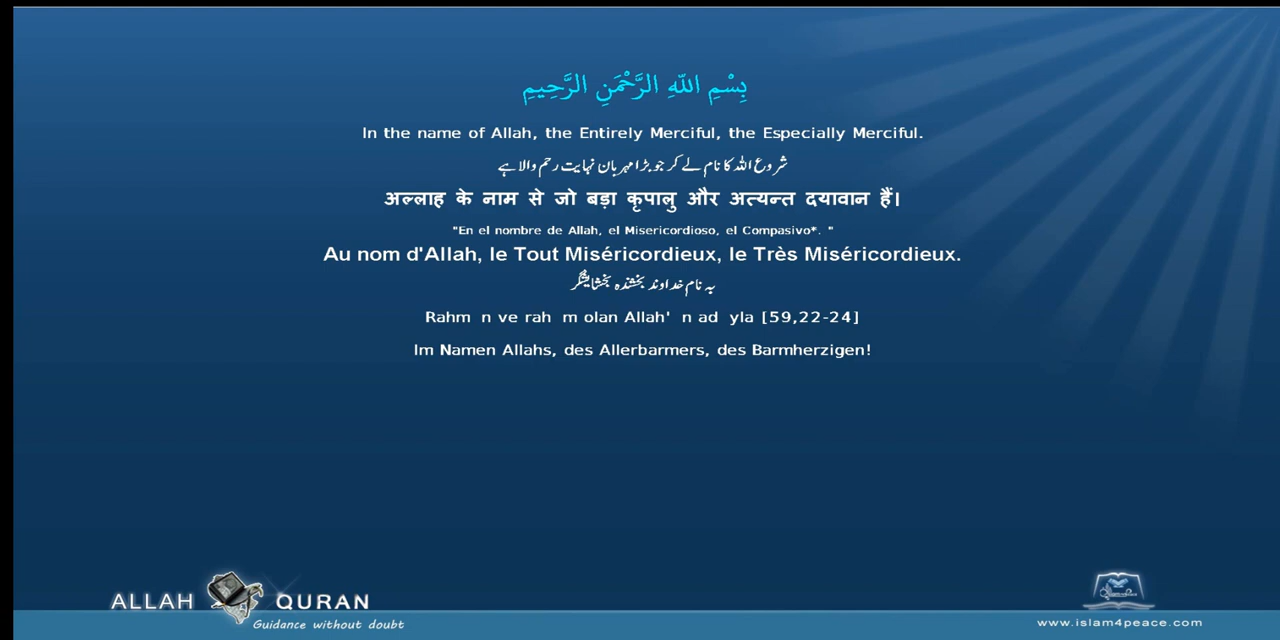 بِسْمِ اللّهِ الرَّحْمَنِ الرَّحِيمِ
In the name of Allah, the Entirely Merciful, the Especially Merciful.
شروع الله کا نام لے کر جو بڑا مہربان نہایت رحم والا ہے
अल्लाह के नाम से जो बड़ा कृपालु और अत्यन्त दयावान हैं।
"En el nombre de Allah, el Misericordioso, el Compasivo*. "
Au nom d'Allah, le Tout Miséricordieux, le Très Miséricordieux.
به نام خداوند بخشنده بخشایشگر
Rahm n ve rah m olan Allah' n ad yla [59,22-24]
Im Namen Allahs, des Allerbarmers, des Barmherzigen!
ALLAH QURAN
Guidance without doubt
www.islam4peace.com